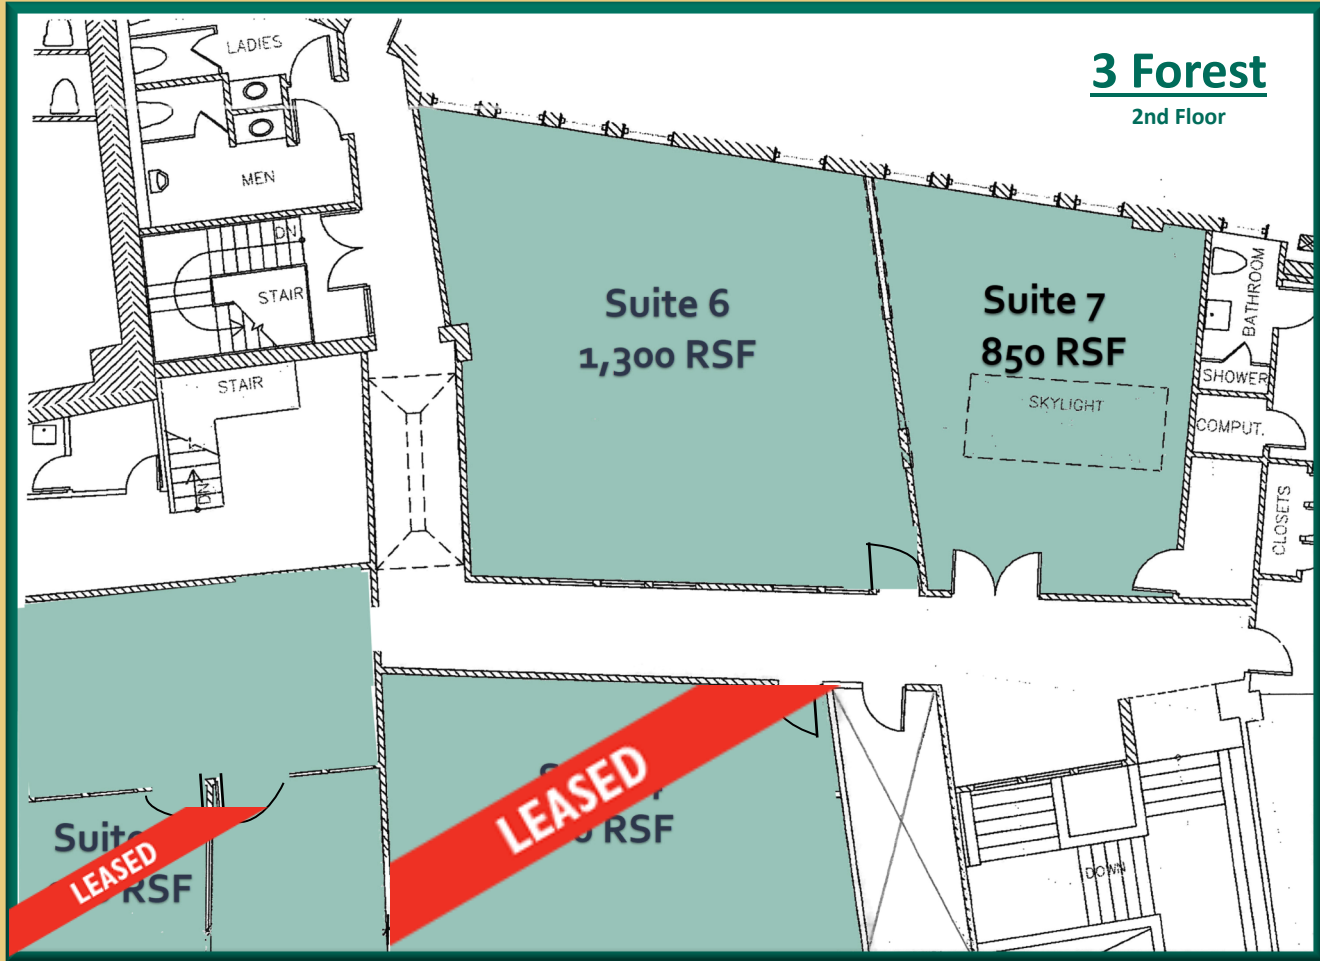 3 Forest
2nd Floor
LADIES
MEN
DN
STAIR
STAIR
DN
Suite 6
1,300 RSF
Suite 7
850 RSF
SKYLIGHT
BATHROOM
SHOWER
COMPUT.
CLOSETS
LEASED
RSF
Suite
LEASED
RSF
DOWN